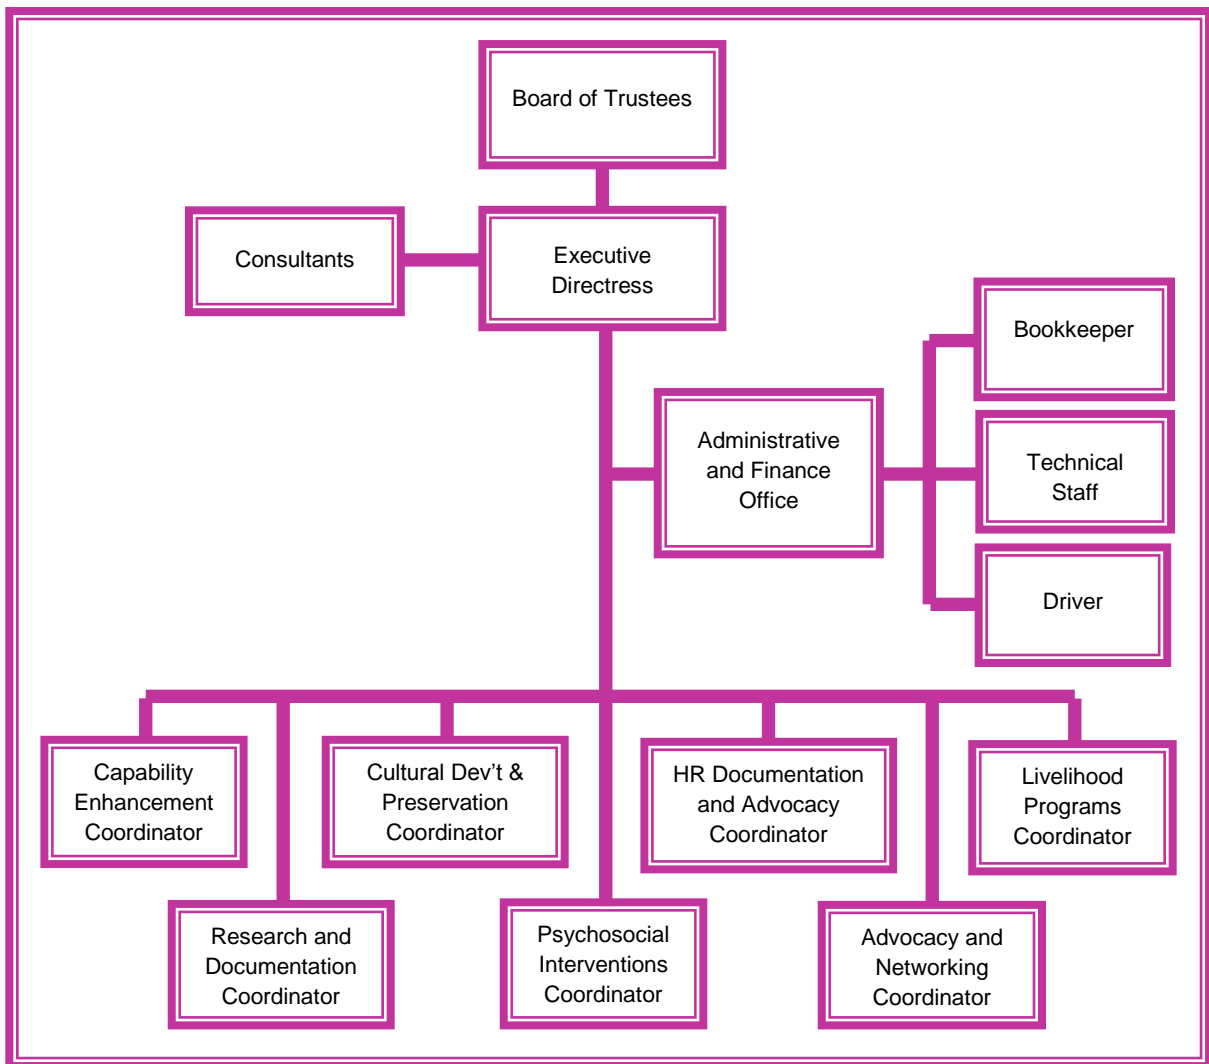 Board of Trustees
Consultants
Executive
Directress
Bookkeeper
Administrative
and Finance
Office
Technical
Staff
Driver
Capability
Enhancement
Coordinator
Cultural Dev’t &
Preservation
Coordinator
HR Documentation
and Advocacy
Coordinator
Livelihood
Programs
Coordinator
Research and
Documentation
Coordinator
Psychosocial
Interventions
Coordinator
Advocacy and
Networking
Coordinator